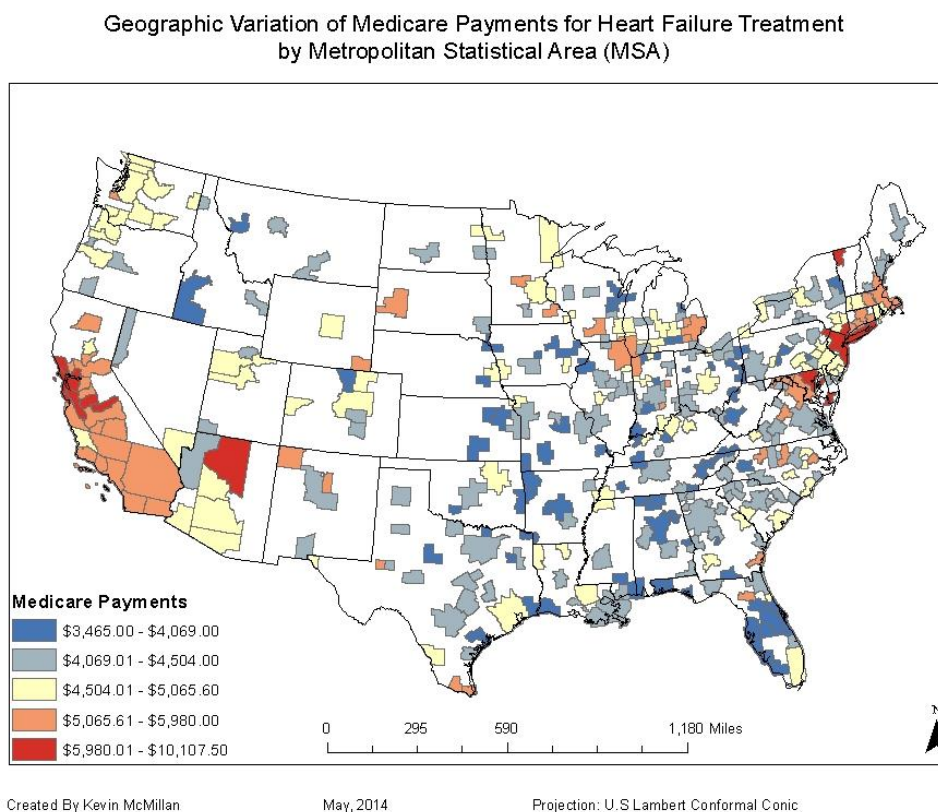 Geographic Variation of Medicare Payments for Heart Failure Treatment
by Metropolitan Statistical Area (MSA)
Medicare Payments
$3,465.00 - $4,069.00
$4,069.01 - $4,504.00
$4,504.01 - $5,065.60
$5,065.61 - $5,980.00
$5,980.01 - $10,107.50
0 295 590 1,180 Miles
N
Created By Kevin McMillan May, 2014 Projection: U.S Lambert Conformal Conic